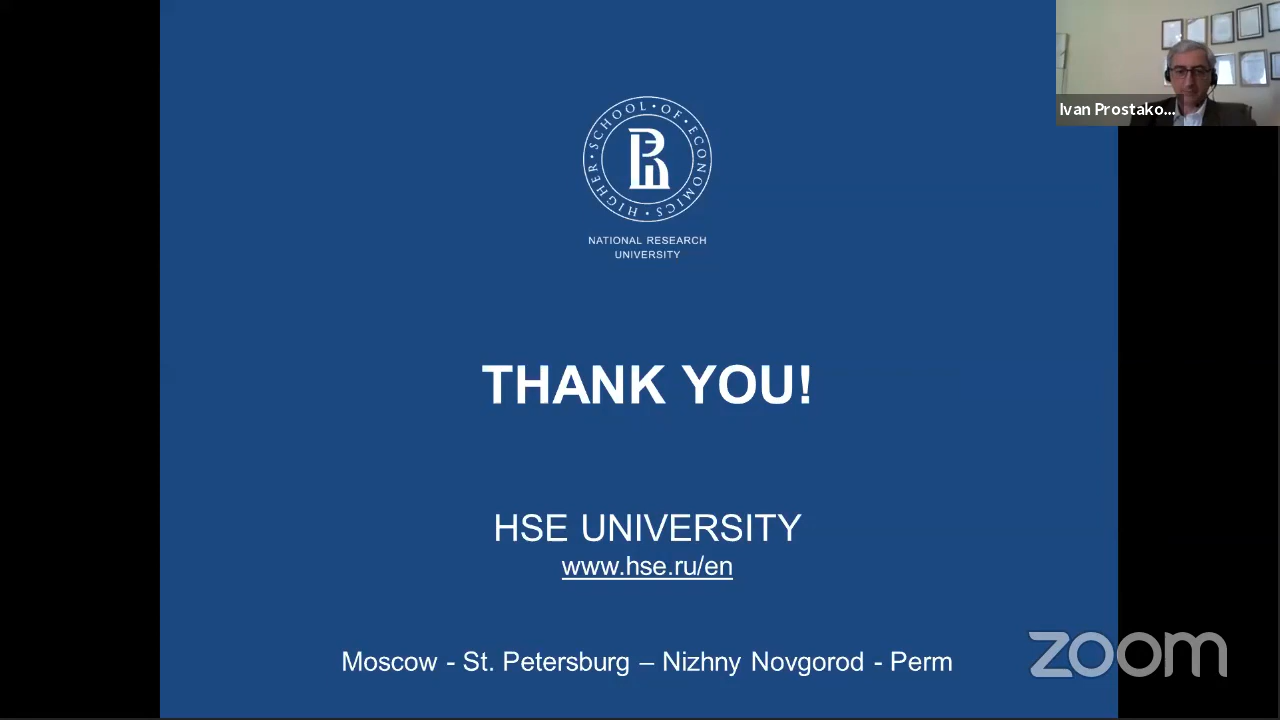 Ivan Prostako...
HIGHER • SCHOOL • OF • ECONOMICS •
NATIONAL RESEARCH
UNIVERSITY
THANK YOU!
HSE UNIVERSITY
www.hse.ru/en
Moscow - St. Petersburg – Nizhny Novgorod - Perm
zoom